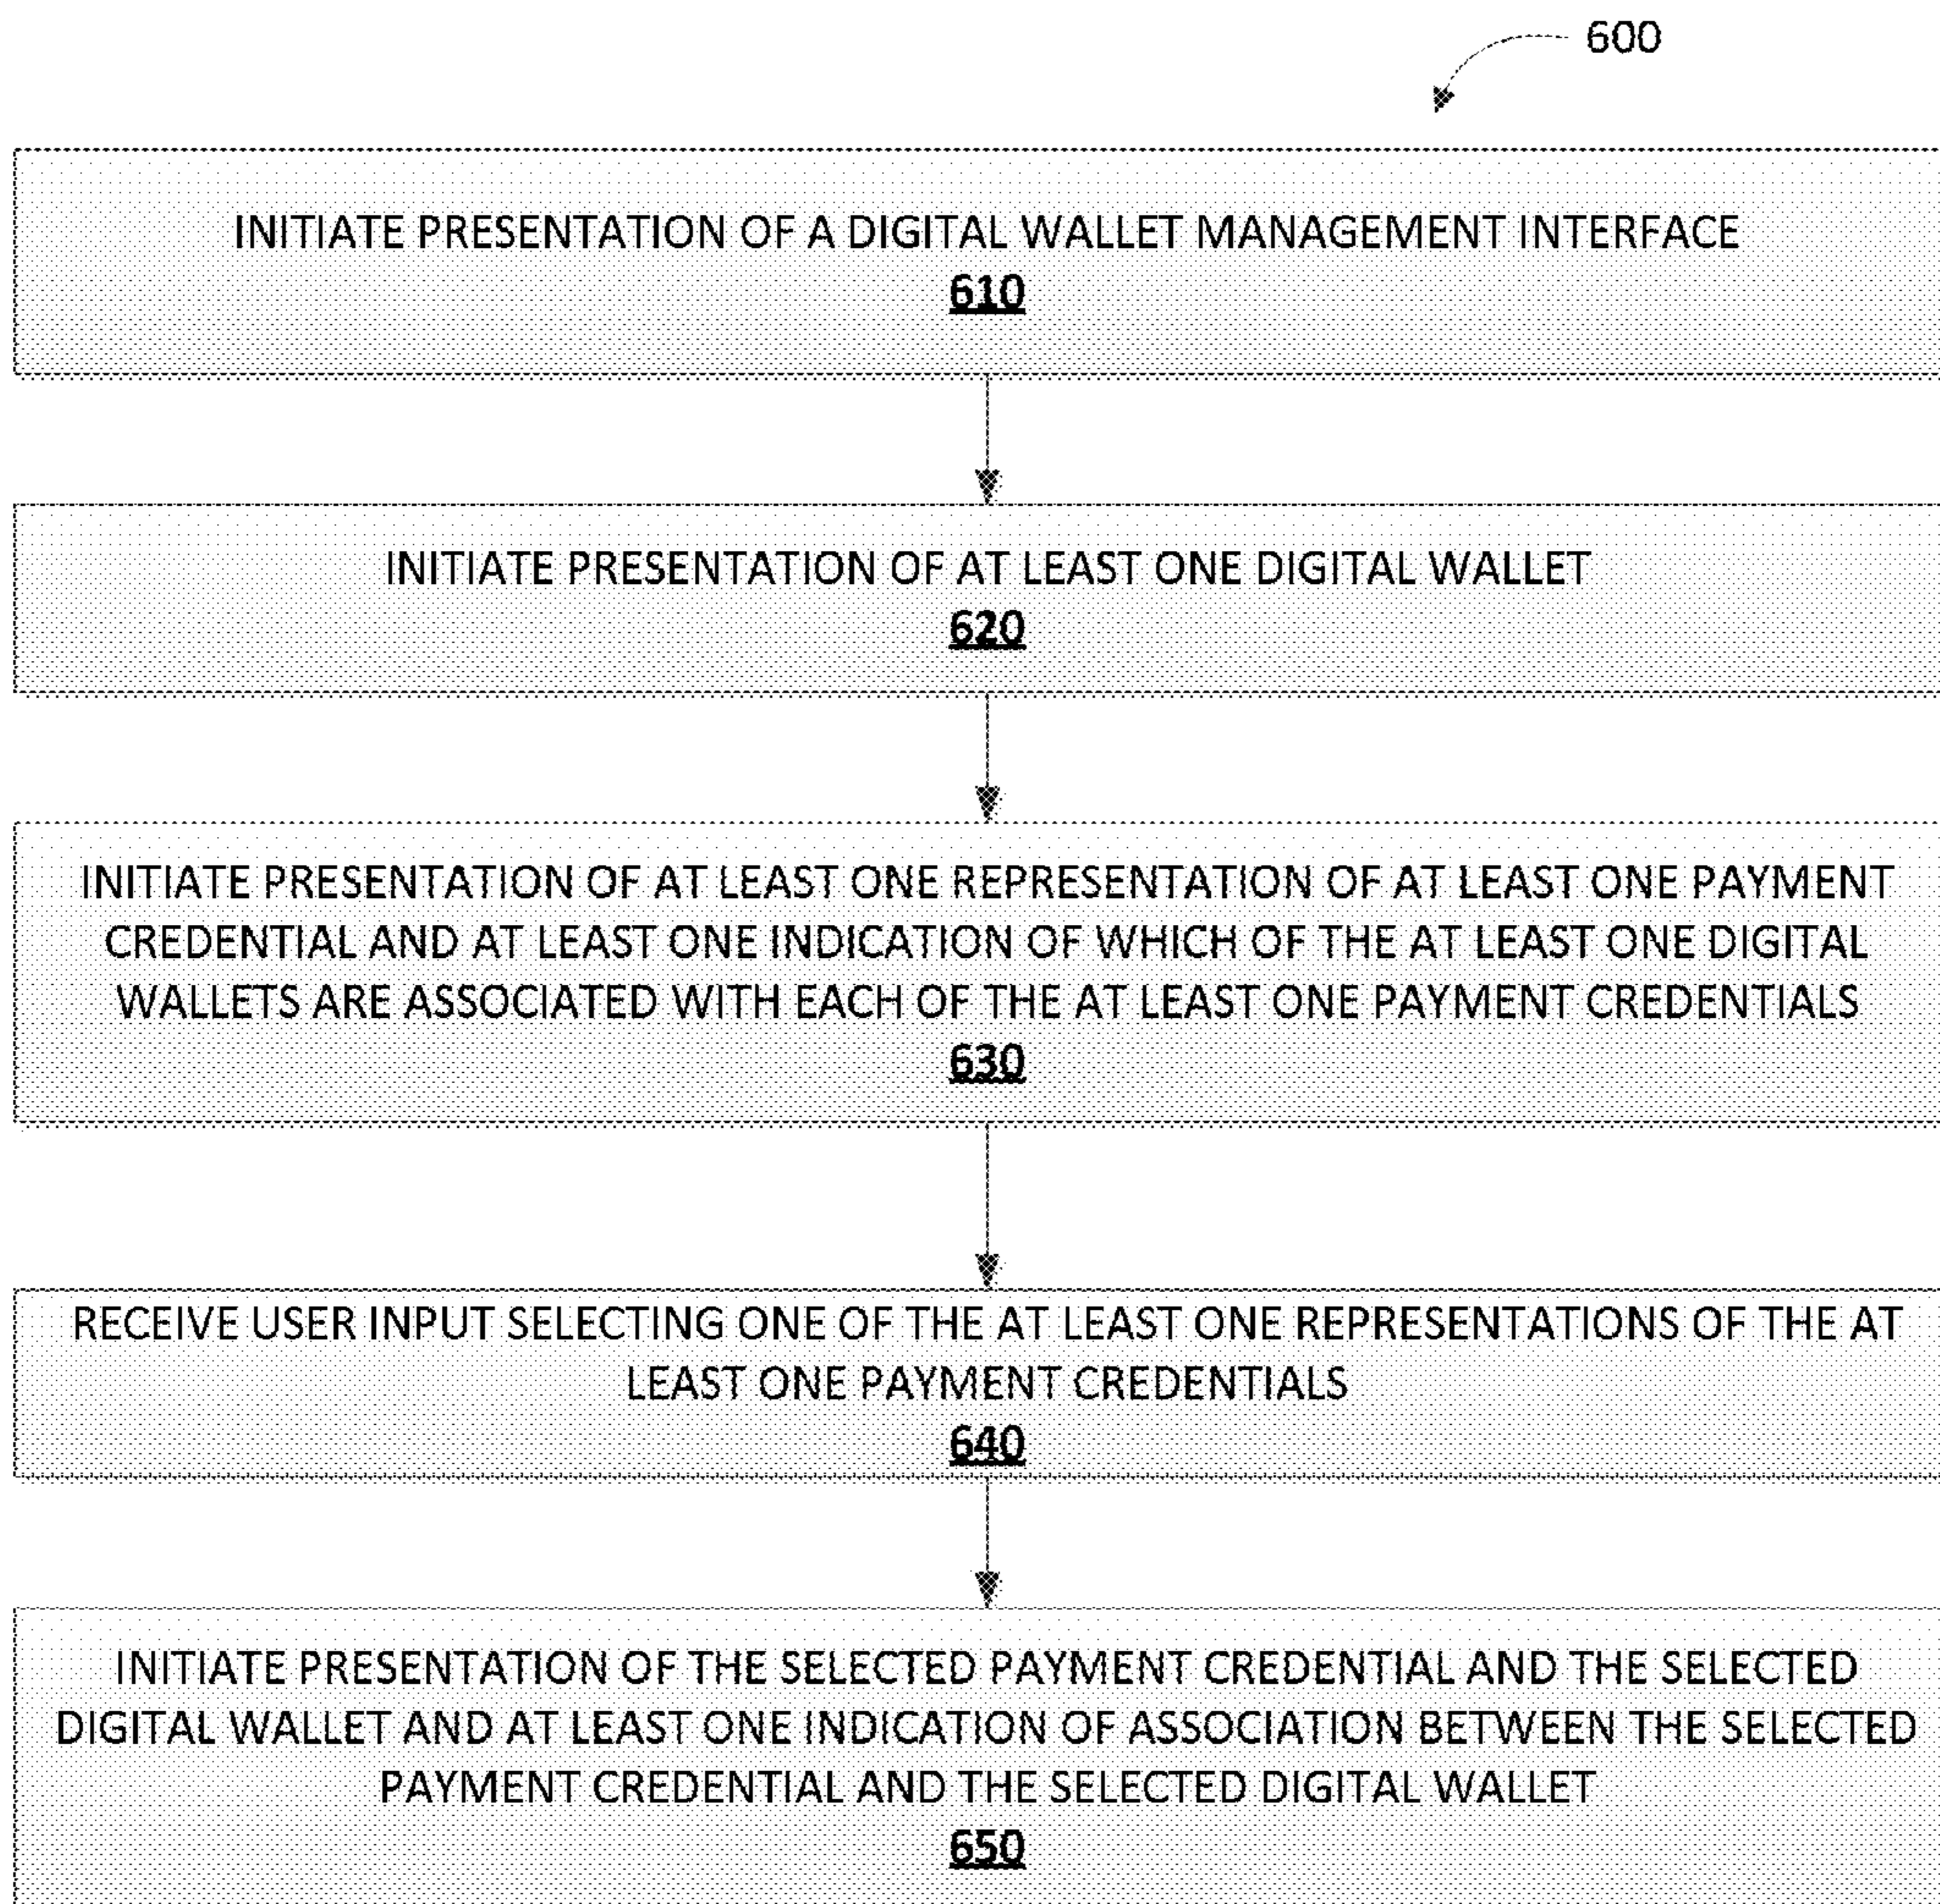 600
INITIATE PRESENTATION OF A DIGITAL WALLET MANAGEMENT INTERFACE
610
INITIATE PRESENTATION OF AT LEAST ONE DIGITAL WALLET
620
INITIATE PRESENTATION OF AT LEAST ONE REPRESENTATION OF AT LEAST ONE PAYMENT
CREDENTIAL AND AT LEAST ONE INDICATION OF WHICH OF THE AT LEAST ONE DIGITAL
WALLETS ARE ASSOCIATED WITH EACH OF THE AT LEAST ONE PAYMENT CREDENTIALS
630
RECEIVE USER INPUT SELECTING ONE OF THE AT LEAST ONE REPRESENTATIONS OF THE AT
LEAST ONE PAYMENT CREDENTIALS
640
INITIATE PRESENTATION OF THE SELECTED PAYMENT CREDENTIAL AND THE SELECTED
DIGITAL WALLET AND AT LEAST ONE INDICATION OF ASSOCIATION BETWEEN THE SELECTED
PAYMENT CREDENTIAL AND THE SELECTED DIGITAL WALLET
650